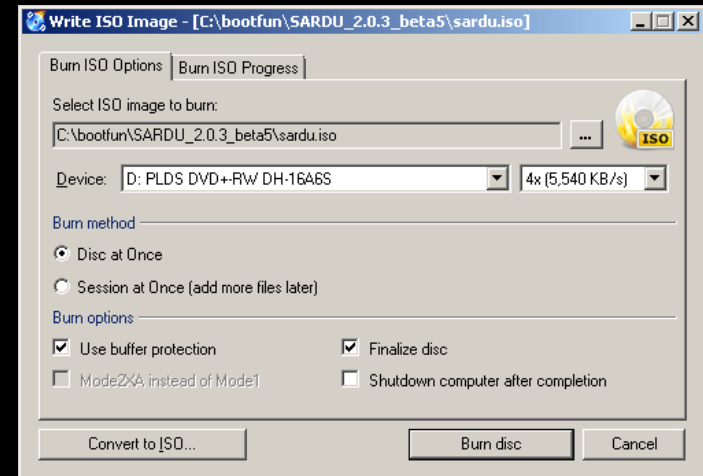 Write ISO Image - [C:\bootfun\SARDU_2.0.3_beta5\sardu.iso]
Burn ISO Options Burn ISO Progress
Select ISO image to burn:
C:\bootfun\SARDU_2.0.3_beta5\sardu.iso ...
ISO
Device: D: PLDS DVD+-RW DH-16A6S 4x (5,540 KB/s)
Burn method
Disc at Once
Session at Once (add more files later)
Burn options
Use buffer protection Finalize disc
Mode2XA instead of Mode1 Shutdown computer after completion
Convert to ISO... Burn disc Cancel